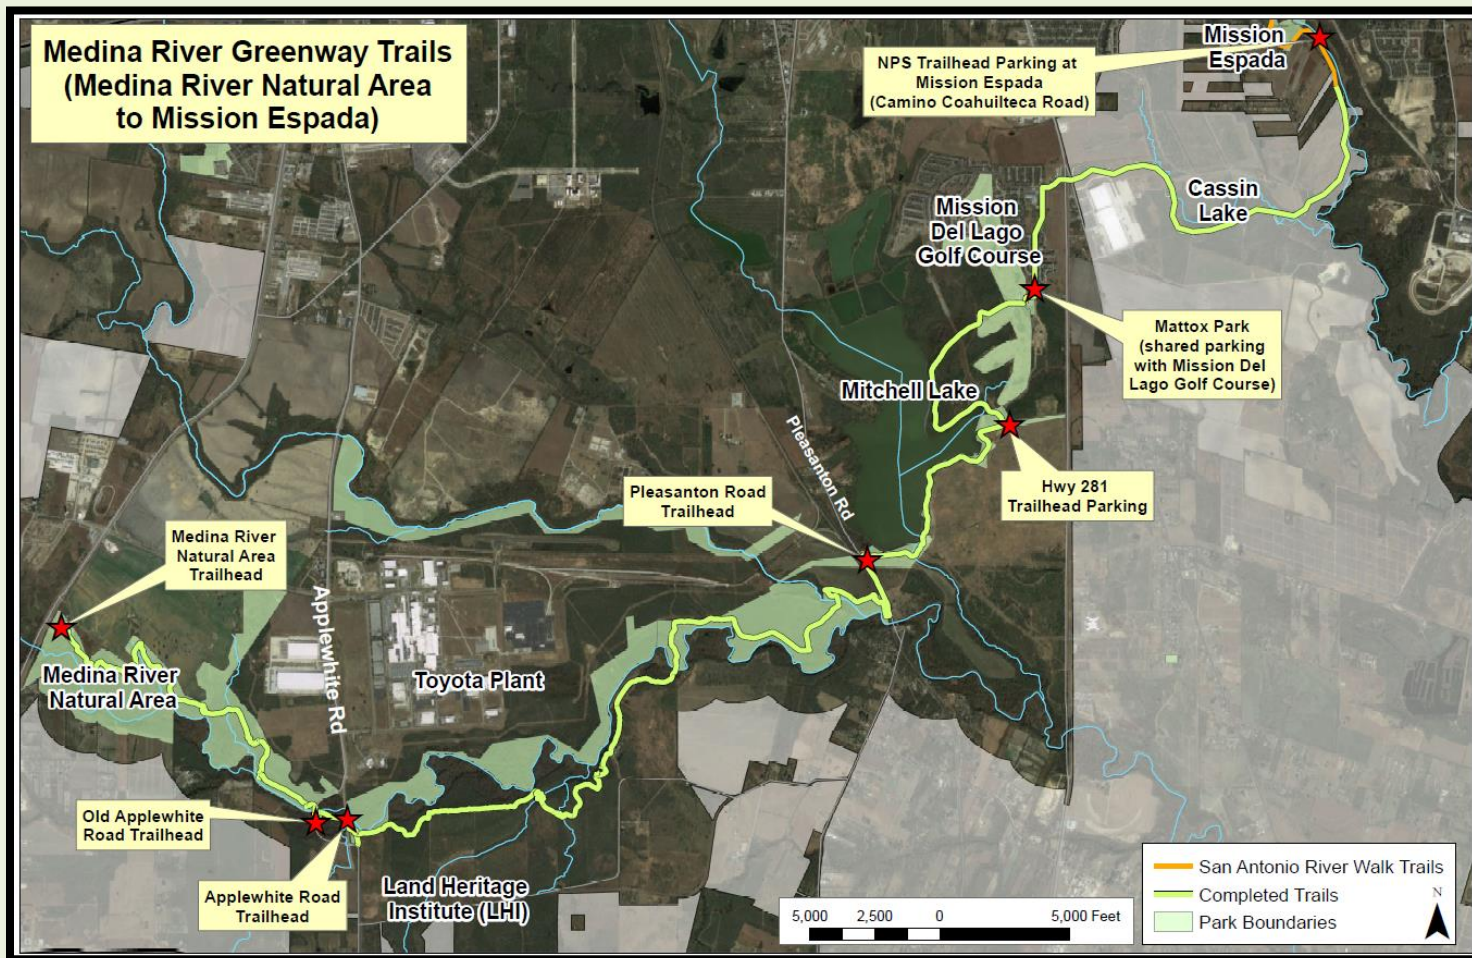 Medina River Greenway Trails
(Medina River Natural Area
to Mission Espada)
NPS Trailhead Parking at
Mission Espada
(Camino Coahuilteca Road)
Mission
Espada
Cassin
Lake
Mission
Del Lago
Golf Course
Mattox Park
(shared parking
with Mission Del
Lago Golf Course)
Mitchell Lake
Pleasanton Rd
Hwy 281
Trailhead Parking
Pleasanton Road
Trailhead
Medina River
Natural Area
Trailhead
Applewhite Rd
Medina River
Natural Area
Toyota Plant
Old Applewhite
Road Trailhead
Applewhite Road
Trailhead
Land Heritage
Institute (LHI)
5,000 2,500 0 5,000 Feet
San Antonio River Walk Trails
Completed Trails
Park Boundaries
N